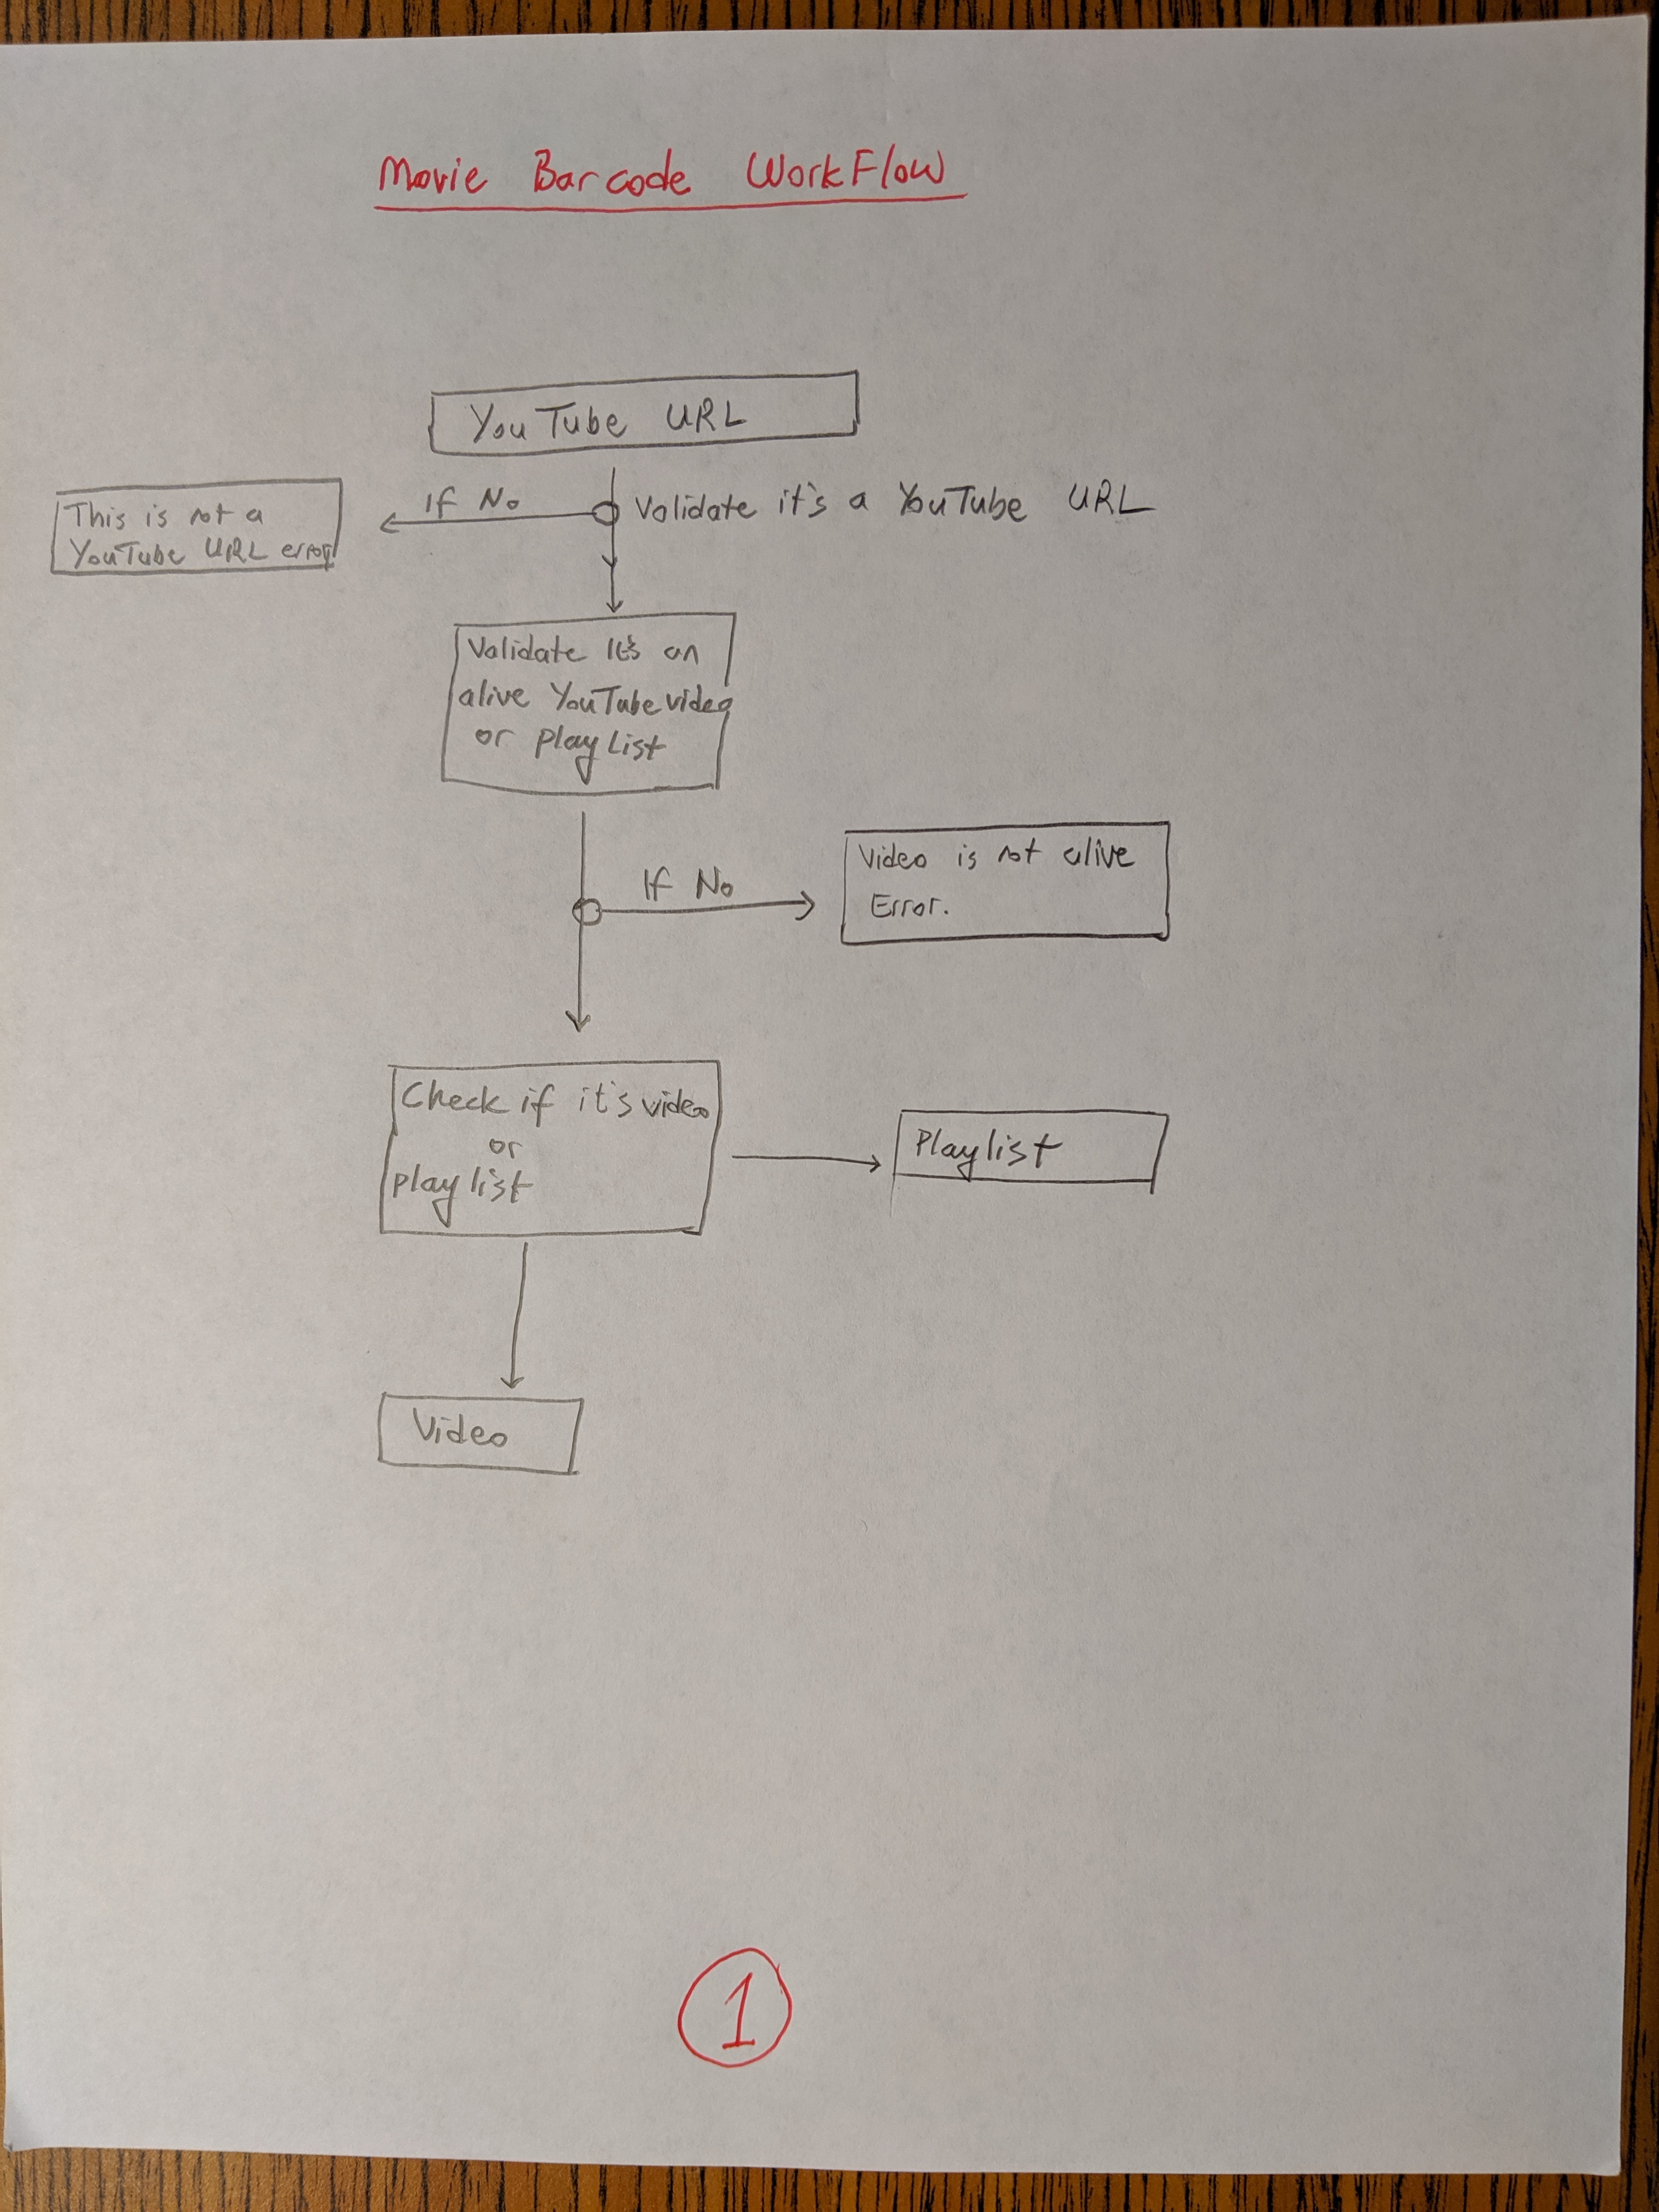 Movie Barcode WorkFlow
YouTube URL
If No
Validate it's a YouTube URL
This is not a
YouTube URL error
Validate It's an
alive YouTube video
or playList
If No
Video is not alive
Error.
Check if it's video
or
playlist
Playlist
Video
1